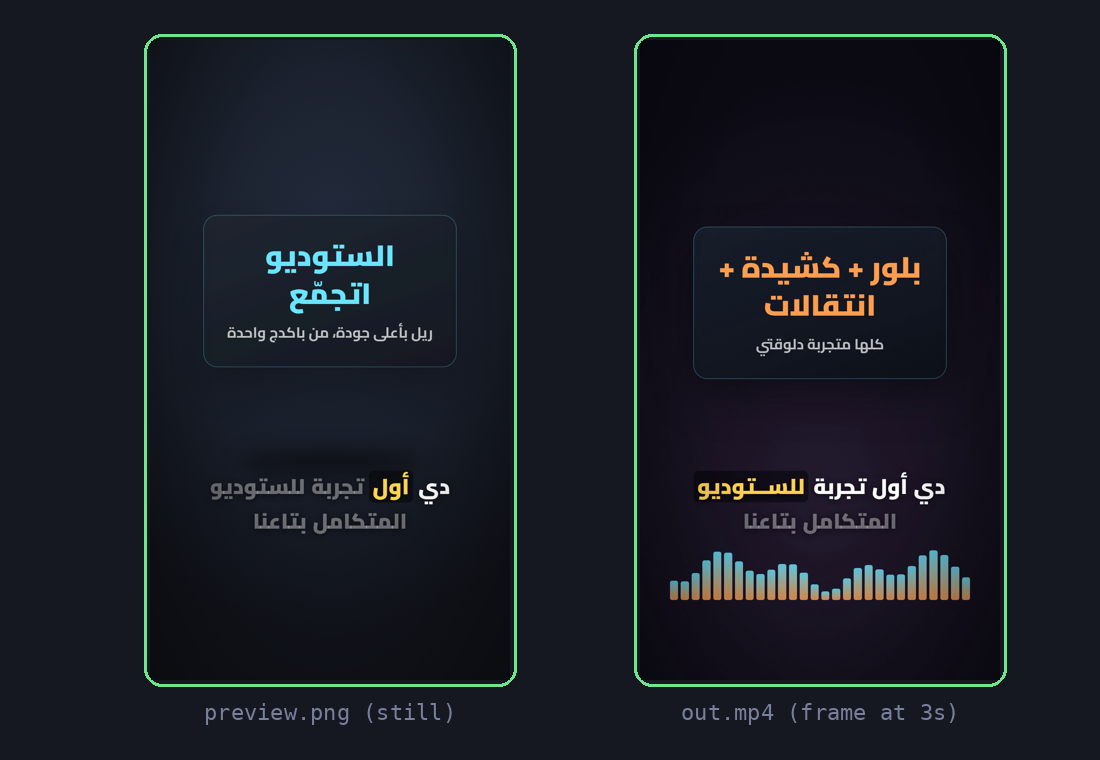 الستوديو
اتجمّع
ريل بأعلى جودة، من باكدج واحدة
دي أول تجربة للستوديو
المتكامل بتاعنا
preview.png (still)
بلور + كشيدة +
انتقالات
كلها متجربة دلوقتي
دي أول تجربة للســتوديو
المتكامل بتاعنا
out.mp4 (frame at 3s)